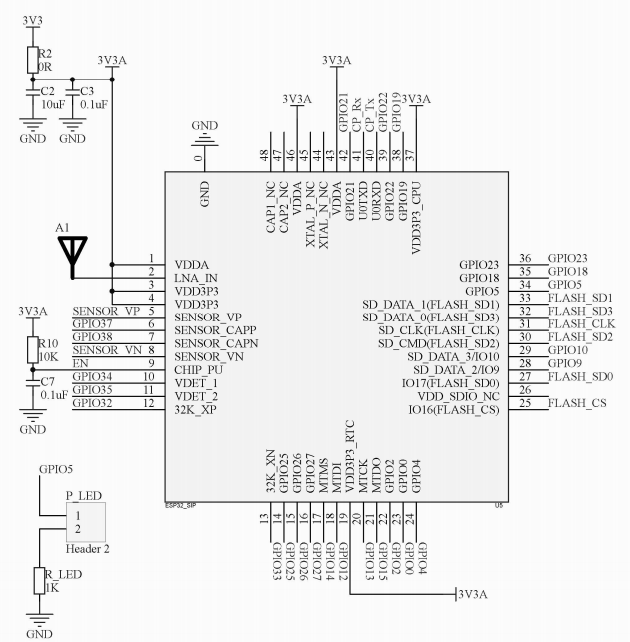 3V3
R2
0R
C2
10uF
C3
0.1uF
GND
GND
3V3A
GND
0
GND
3V3A
3V3A
3V3A
GPIO21
CP_Rx
CP_Tx
GPIO22
GPIO19
48
47
46
45
44
43
42
41
40
39
38
37
CAP1_NC
CAP2_NC
VDDA
XTAL_P_NC
XTAL_N_NC
VDDA
GPIO21
U0TXD
U0RXD
GPIO22
GPIO19
VDD3P3_CPU
A1
1 VDDA
2 LNA_IN
3 VDD3P3
4 VDD3P3
SENSOR_VP 5 SENSOR_VP
GPIO37 6 SENSOR_CAPP
GPIO38 7 SENSOR_CAPN
SENSOR_VN 8 SENSOR_VN
EN 9 CHIP_PU
GPIO34 10 VDET_1
GPIO35 11 VDET_2
GPIO32 12 32K_XP
3V3A
R10
10K
C7
0.1uF
GND
GPIO23 36 GPIO23
GPIO18 35 GPIO18
GPIO5 34 GPIO5
SD_DATA_1(FLASH_SD1) 33 FLASH_SD1
SD_DATA_0(FLASH_SD3) 32 FLASH_SD3
SD_CLK(FLASH_CLK) 31 FLASH_CLK
SD_CMD(FLASH_SD2) 30 FLASH_SD2
SD_DATA_3/IO10 29 GPIO10
SD_DATA_2/IO9 28 GPIO9
IO17(FLASH_SD0) 27 FLASH_SD0
VDD_SDIO_NC 26
IO16(FLASH_CS) 25 FLASH_CS
32K_XN
GPIO25
GPIO26
GPIO27
MTMS
MTDI
VDD3P3_RTC
MTCK
MTDO
GPIO2
GPIO0
GPIO4
ESP32_SIP
U5
13
14
15
16
17
18
19
20
21
22
23
24
GPIO33
GPIO25
GPIO26
GPIO27
GPIO14
GPIO12
GPIO13
GPIO15
GPIO2
GPIO0
GPIO4
3V3A
GPIO5
P_LED
1
2
Header 2
R_LED
1K
GND